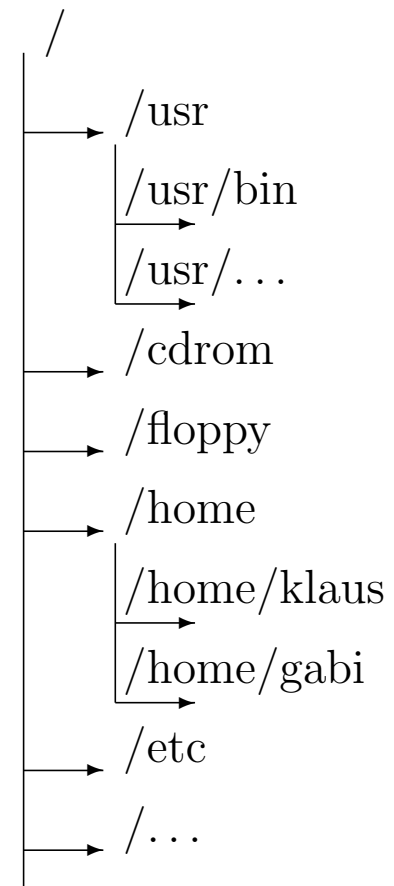 /
/usr
/usr/bin
/usr/...
/cdrom
/floppy
/home
/home/klaus
/home/gabi
/etc
/...